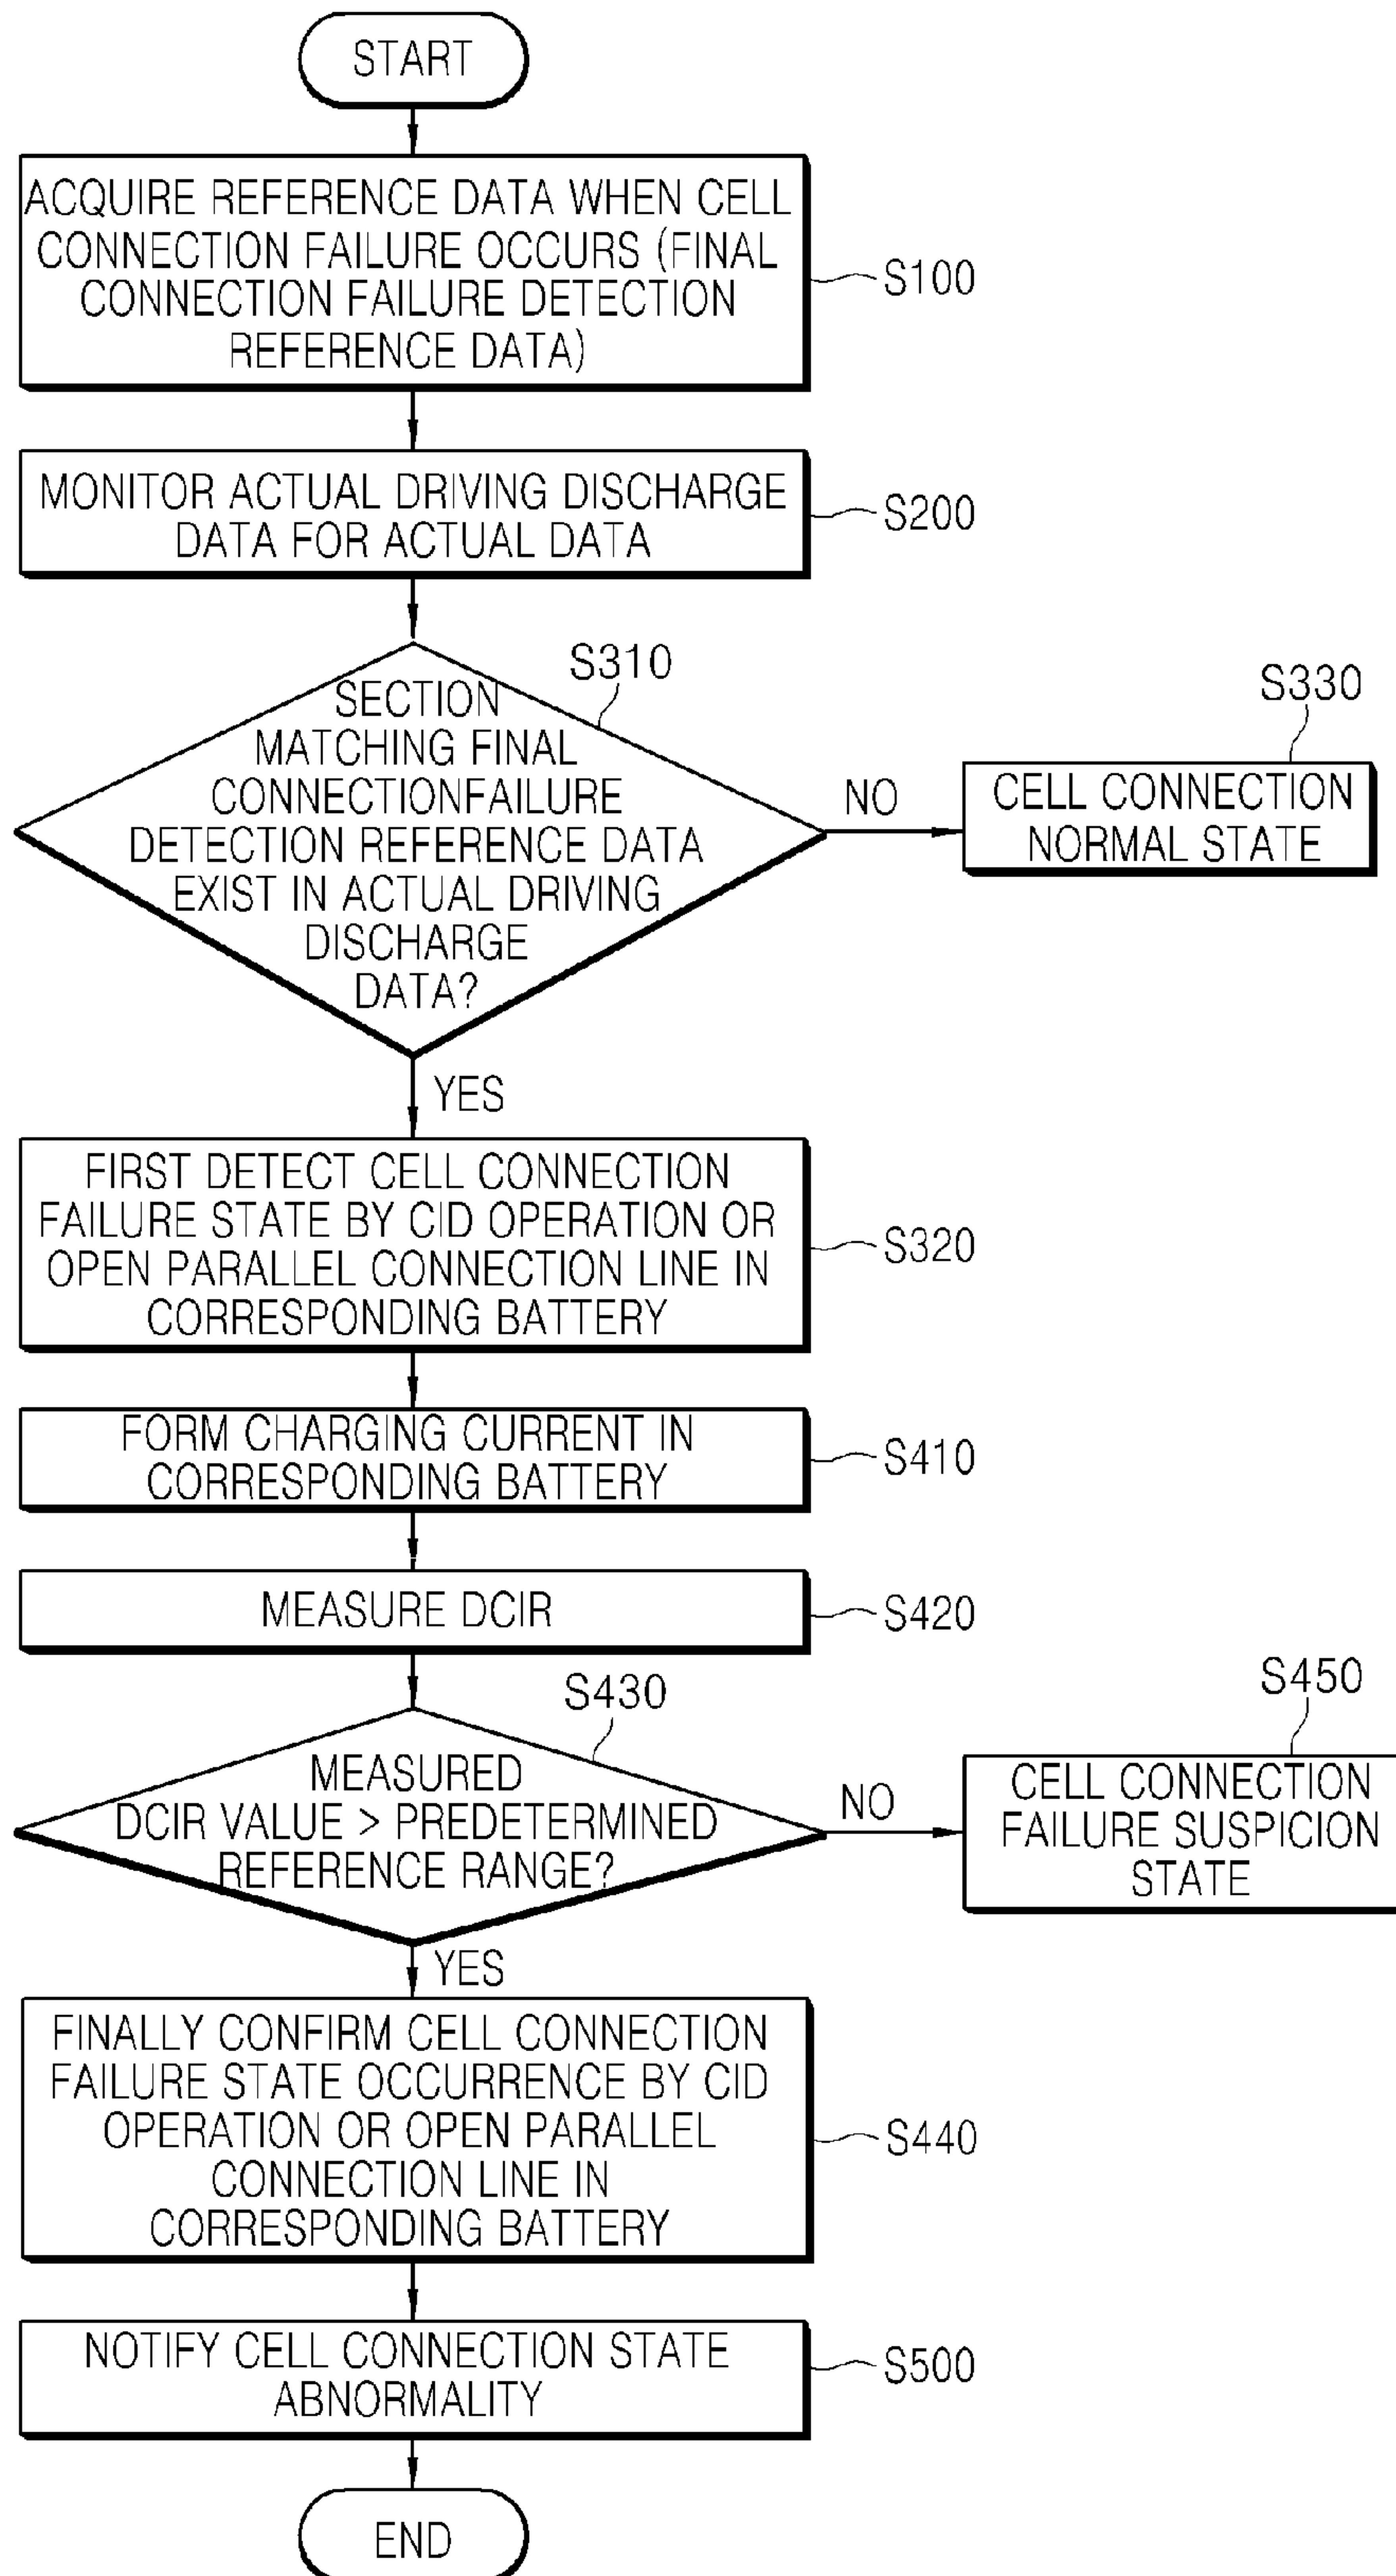 START
ACQUIRE REFERENCE DATA WHEN CELL
CONNECTION FAILURE OCCURS (FINAL
CONNECTION FAILURE DETECTION
REFERENCE DATA)
S100
MONITOR ACTUAL DRIVING DISCHARGE
DATA FOR ACTUAL DATA
S200
S310
SECTION
MATCHING FINAL
CONNECTIONFAILURE
DETECTION REFERENCE DATA
EXIST IN ACTUAL DRIVING
DISCHARGE
DATA?
NO
S330
CELL CONNECTION
NORMAL STATE
YES
FIRST DETECT CELL CONNECTION
FAILURE STATE BY CID OPERATION OR
OPEN PARALLEL CONNECTION LINE IN
CORRESPONDING BATTERY
S320
FORM CHARGING CURRENT IN
CORRESPONDING BATTERY
S410
MEASURE DCIR
S420
S430
MEASURED
DCIR VALUE > PREDETERMINED
REFERENCE RANGE?
NO
S450
CELL CONNECTION
FAILURE SUSPICION
STATE
YES
FINALLY CONFIRM CELL CONNECTION
FAILURE STATE OCCURRENCE BY CID
OPERATION OR OPEN PARALLEL
CONNECTION LINE IN
CORRESPONDING BATTERY
S440
NOTIFY CELL CONNECTION STATE
ABNORMALITY
S500
END